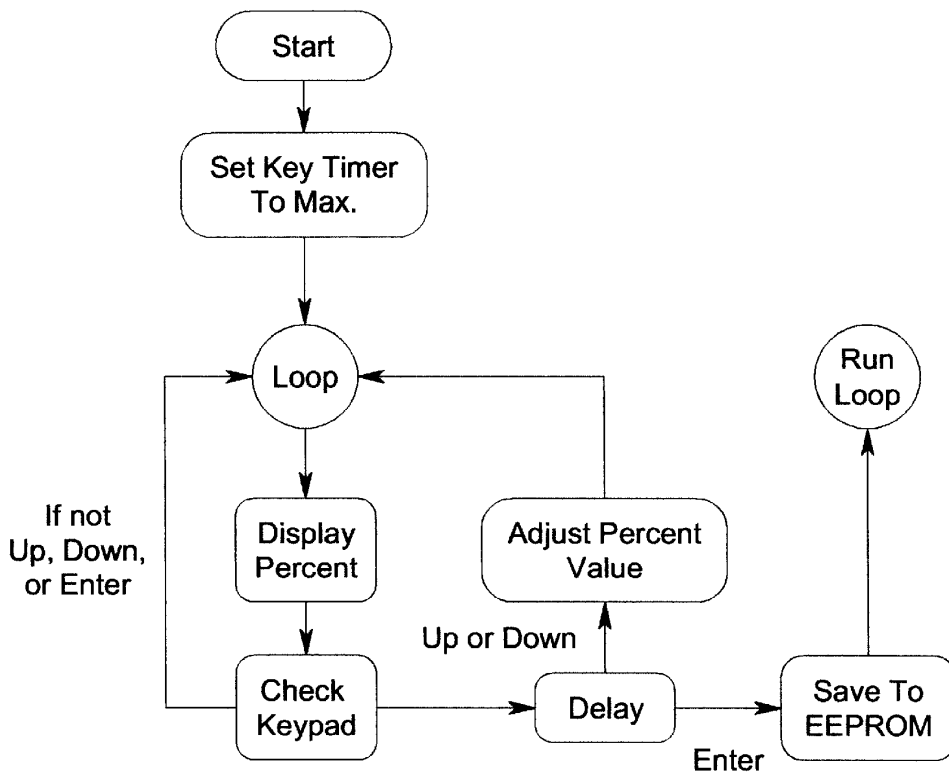 Start
Set Key Timer
To Max.
Loop
Run
Loop
If not
Up, Down,
or Enter
Display
Percent
Adjust Percent
Value
Up or Down
Check
Keypad
Delay
Save To
EEPROM
Enter